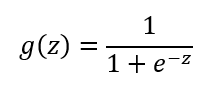 g(z) = 1 / (1 + e^{-z})